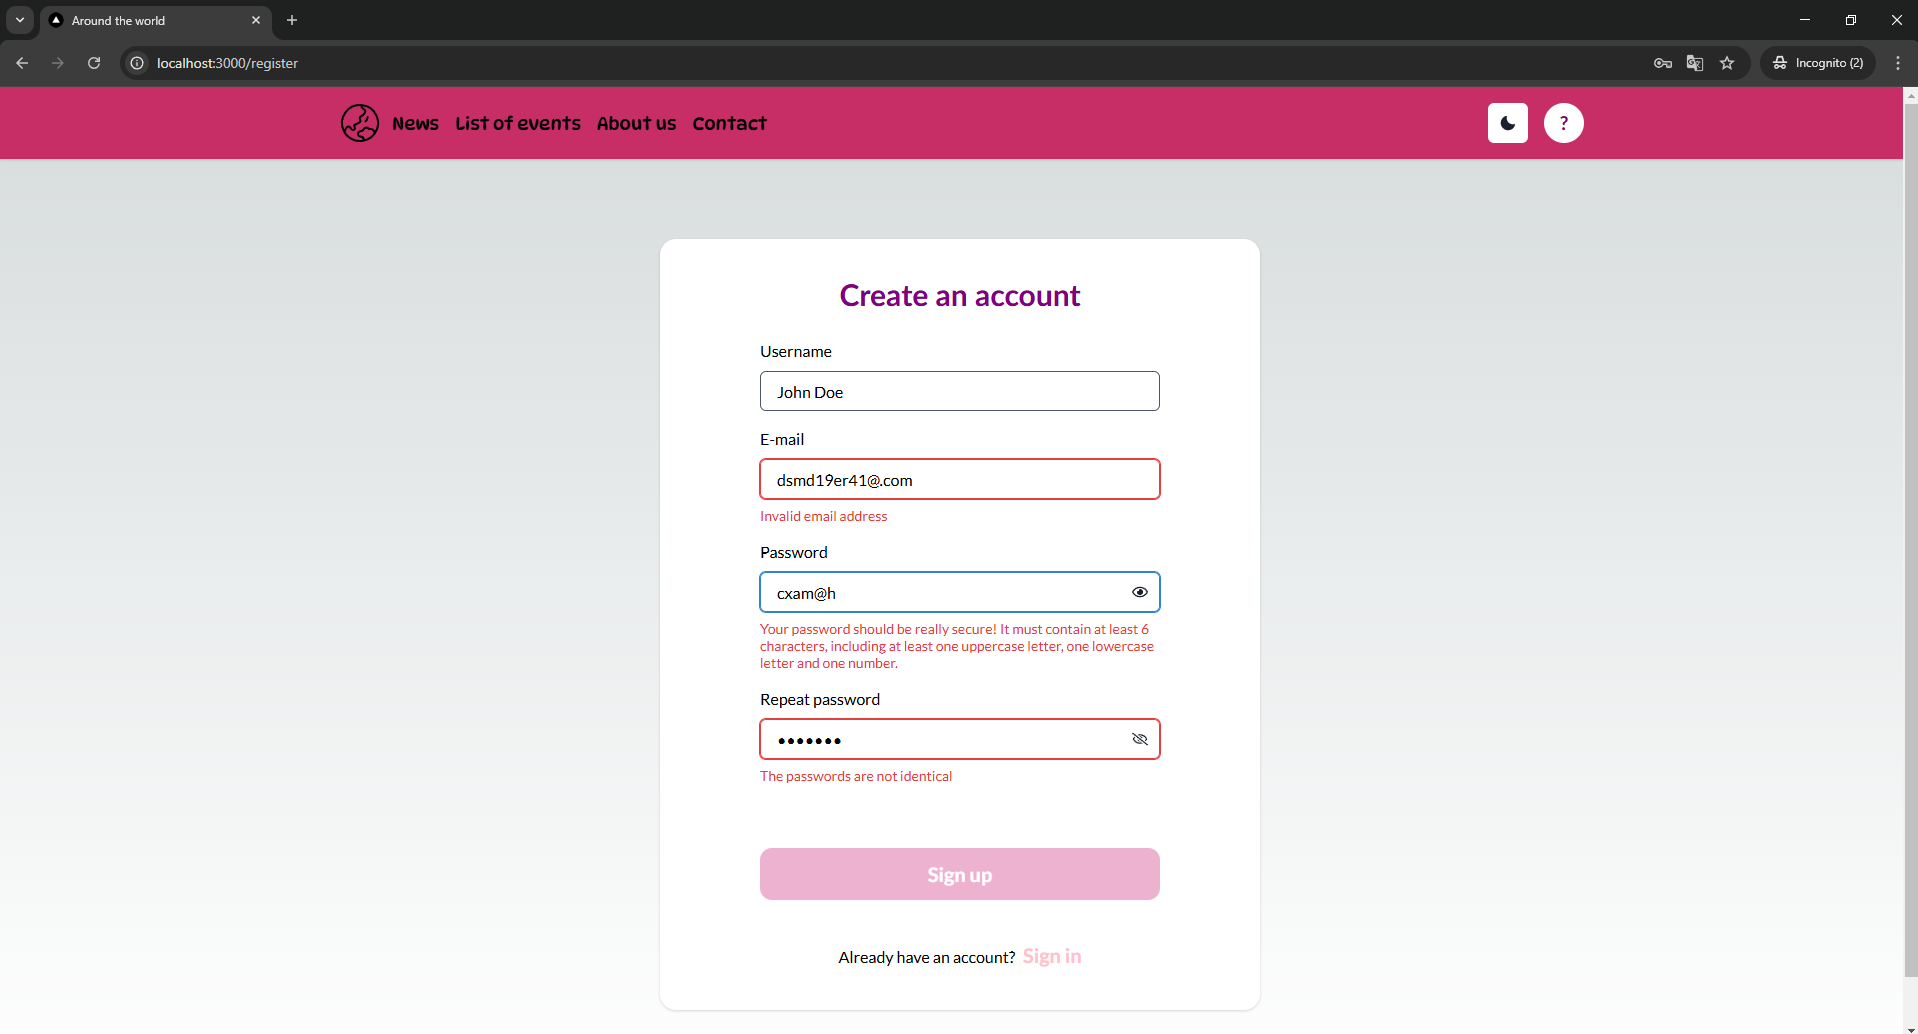 Around the world
localhost:3000/register
Incognito (2)
News List of events About us Contact
?
Create an account
Username
John Doe
E-mail
dsmd19er41@.com
Invalid email address
Password
cxam@h
Your password should be really secure! It must contain at least 6
characters, including at least one uppercase letter, one lowercase
letter and one number.
Repeat password
•••••••
The passwords are not identical
Sign up
Already have an account? Sign in